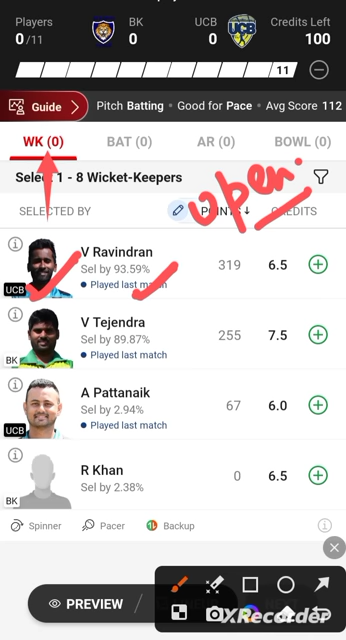 Players
BK
UCB
Credits Left
0 /11
0
0
100
11
Guide
Pitch Batting • Good for Pace • Avg Score 112
WK (0)
BAT (0)
AR (0)
BOWL (0)
Select 1 - 8 Wicket-Keepers
open.
SELECTED BY
POINTS↓
CREDITS
V Ravindran
Sel by 93.59%
319
6.5
Played last match
UCB
V Tejendra
Sel by 89.87%
255
7.5
Played last match
BK
A Pattanaik
Sel by 2.94%
67
6.0
Played last match
UCB
R Khan
Sel by 2.38%
0
6.5
BK
Spinner
Pacer
Backup
PREVIEW
XRecorder